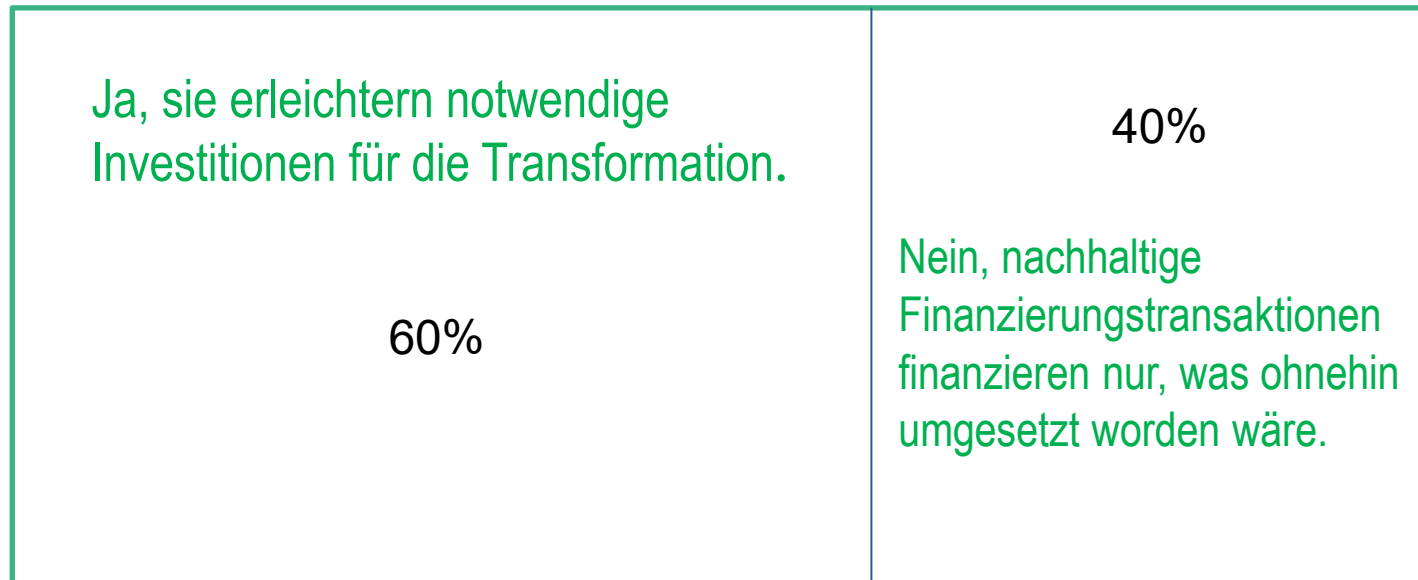 Ja, sie erleichtern notwendige
Investitionen für die Transformation.
60%
40%
Nein, nachhaltige
Finanzierungstransaktionen
finanzieren nur, was ohnehin
umgesetzt worden wäre.